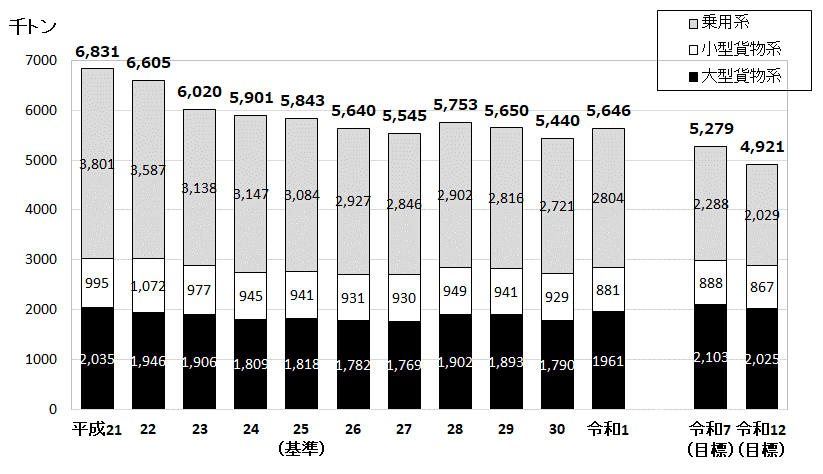 千トン
乗用系
小型貨物系
大型貨物系
7000
6000
5000
4000
3000
2000
1000
0
6,831 6,605 6,020 5,901 5,843 5,640 5,545 5,753 5,650 5,440 5,646 5,279 4,921
3,801 3,587 3,138 3,147 3,084 2,927 2,846 2,902 2,816 2,721 2804 2,288 2,029
995 1,072 977 945 941 931 930 949 941 929 881 888 867
2,035 1,946 1,906 1,809 1,818 1,782 1,769 1,902 1,893 1,790 1961 2,103 2,025
平成21 22 23 24 25 26 27 28 29 30 令和1 令和7 令和12
(基準) (目標) (目標)